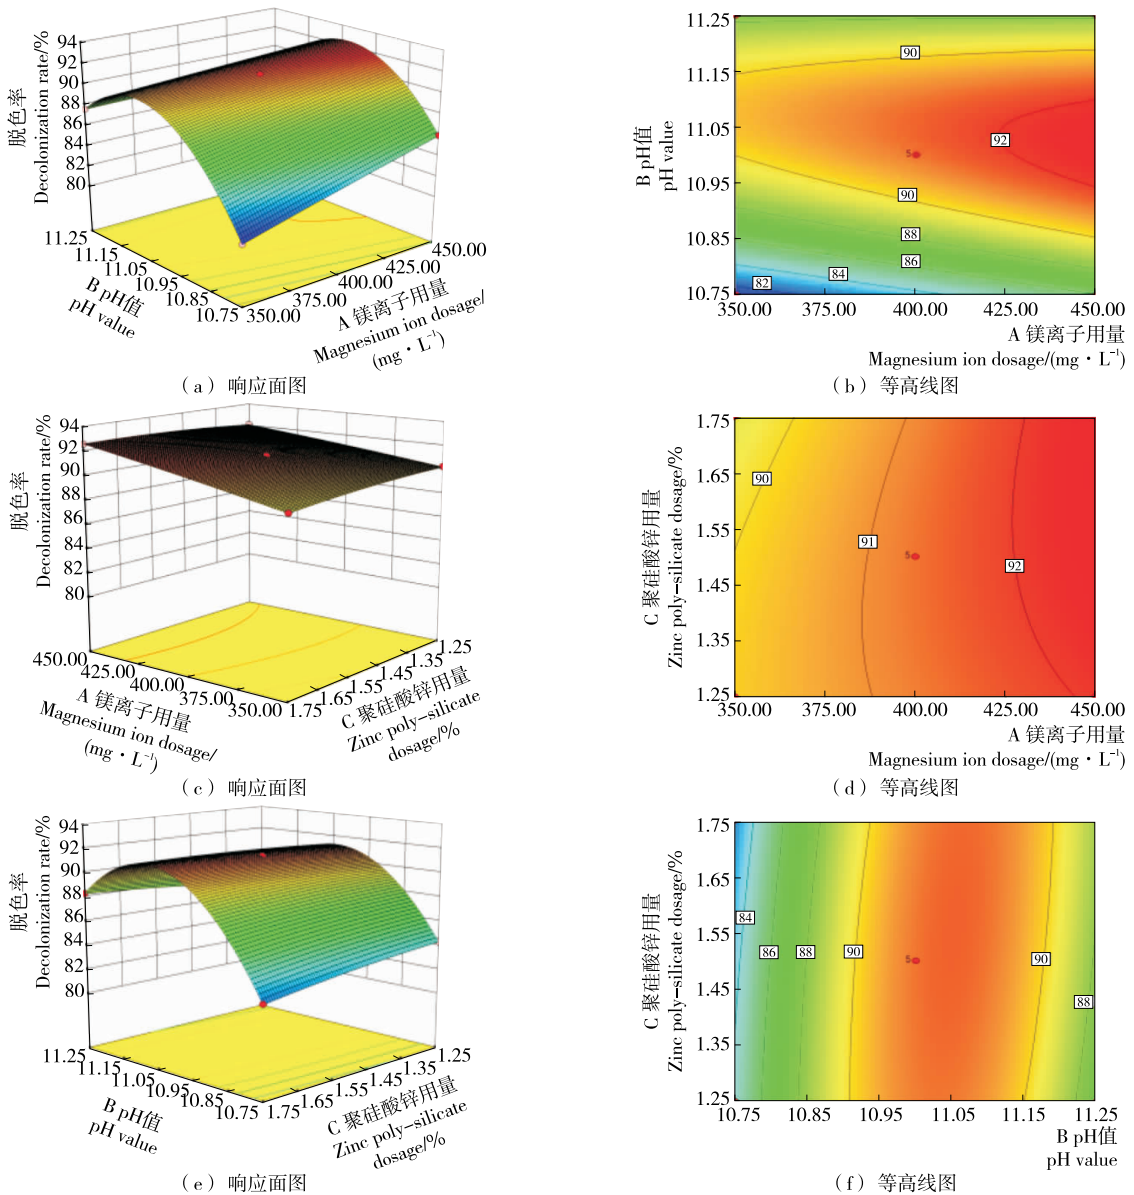 脱色率
Decolonization rate/%
94
92
90
88
86
84
82
80
11.25
11.15
11.05
10.95
10.85
10.75
B pH值
pH value
350.00
375.00
400.00
425.00
450.00
A 镁离子用量
Magnesium ion dosage/
(mg·L⁻¹)
(a) 响应面图
B pH值
pH value
11.25
11.15
11.05
10.95
10.85
10.75
90
92
5
90
88
86
84
82
350.00
375.00
400.00
425.00
450.00
A 镁离子用量
Magnesium ion dosage/(mg·L⁻¹)
(b) 等高线图
脱色率
Decolonization rate/%
94
92
90
88
86
84
82
80
450.00
425.00
400.00
375.00
350.00
A 镁离子用量
Magnesium ion dosage/
(mg·L⁻¹)
1.75
1.65
1.55
1.45
1.35
1.25
C 聚硅酸锌用量
Zinc poly-silicate
dosage/%
(c) 响应面图
C 聚硅酸锌用量
Zinc poly-silicate dosage/%
1.75
1.65
1.55
1.45
1.35
1.25
90
91
5
92
350.00
375.00
400.00
425.00
450.00
A 镁离子用量
Magnesium ion dosage/(mg·L⁻¹)
(d) 等高线图
脱色率
Decolonization rate/%
94
92
90
88
86
84
82
80
11.25
11.15
11.05
10.95
10.85
10.75
B pH值
pH value
1.75
1.65
1.55
1.45
1.35
1.25
C 聚硅酸锌用量
Zinc poly-silicate
dosage/%
(e) 响应面图
C 聚硅酸锌用量
Zinc poly-silicate dosage/%
1.75
1.65
1.55
1.45
1.35
1.25
84
86
88
90
5
90
88
10.75
10.85
10.95
11.05
11.15
11.25
B pH值
pH value
(f) 等高线图